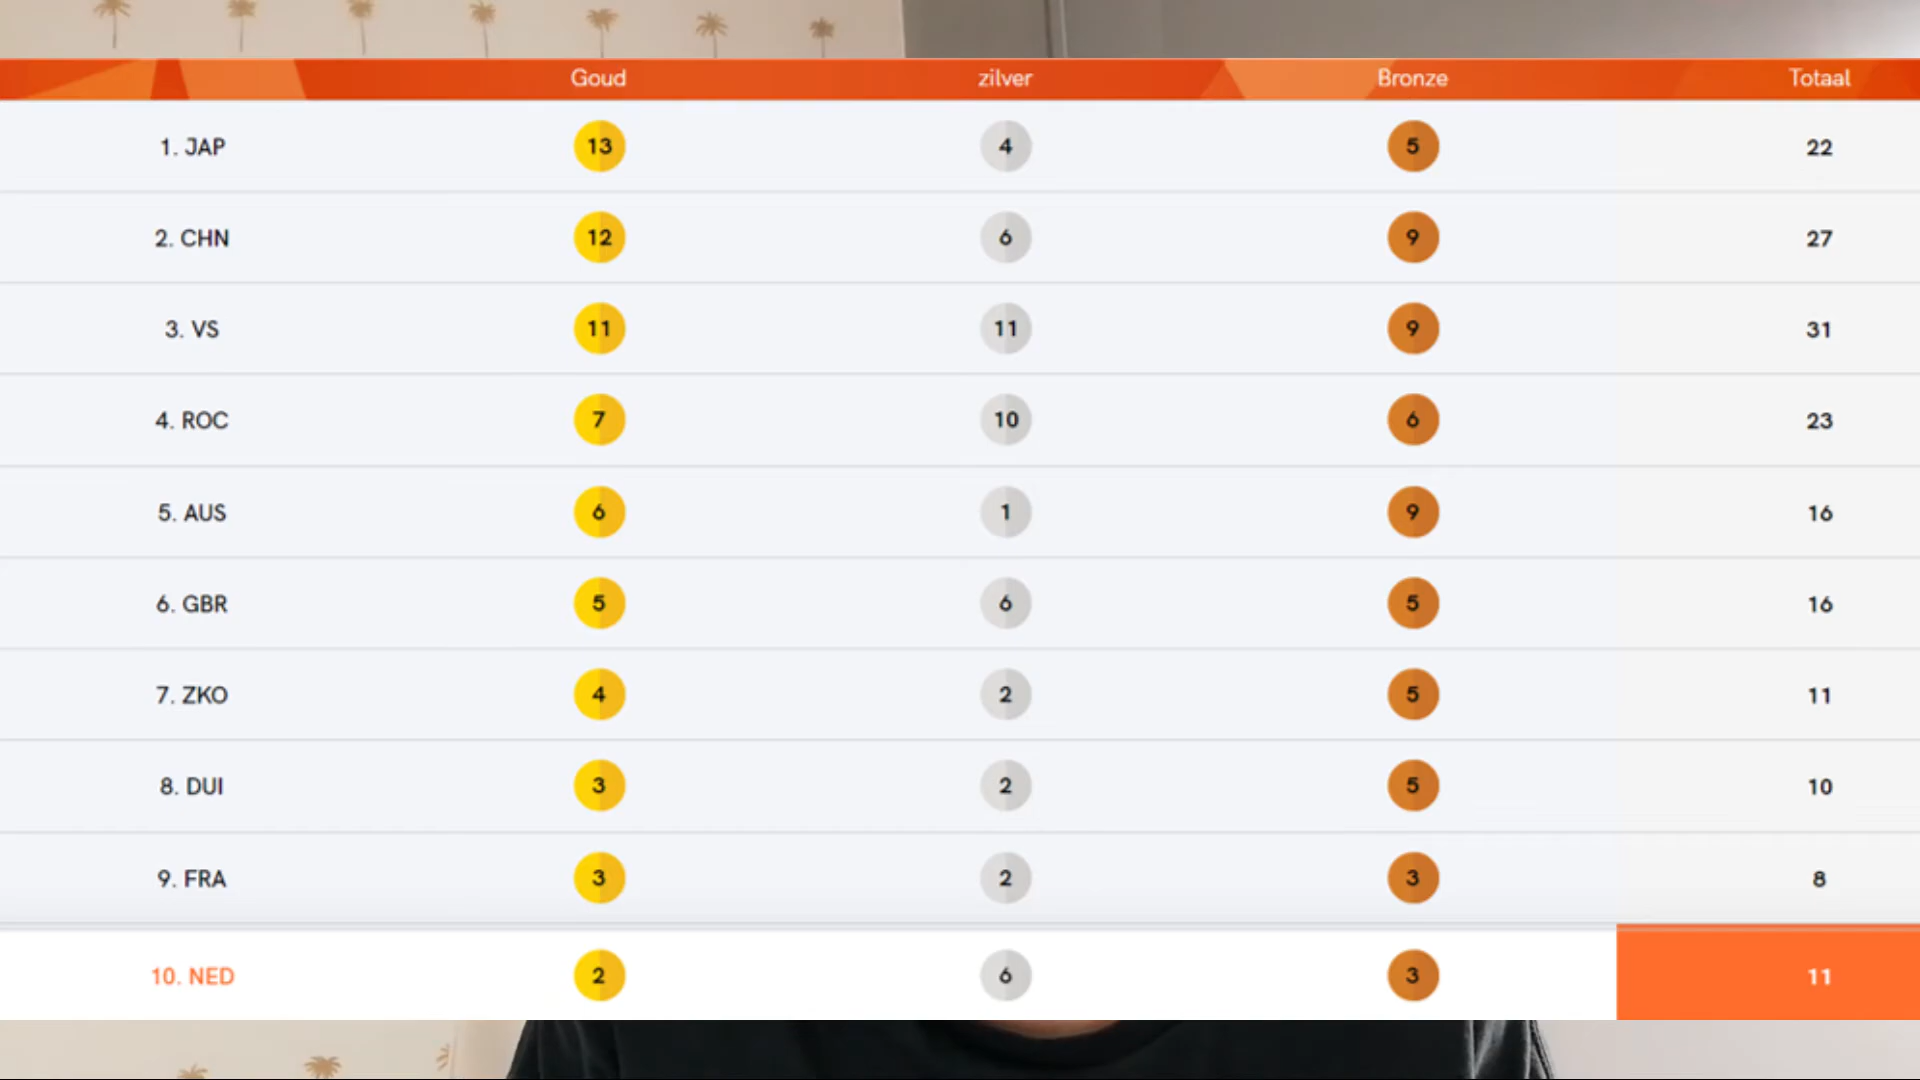 Goud zilver Bronze Totaal
1. JAP 13 4 5 22
2. CHN 12 6 9 27
3. VS 11 11 9 31
4. ROC 7 10 6 23
5. AUS 6 1 9 16
6. GBR 5 6 5 16
7. ZKO 4 2 5 11
8. DUI 3 2 5 10
9. FRA 3 2 3 8
10. NED 2 6 3 11